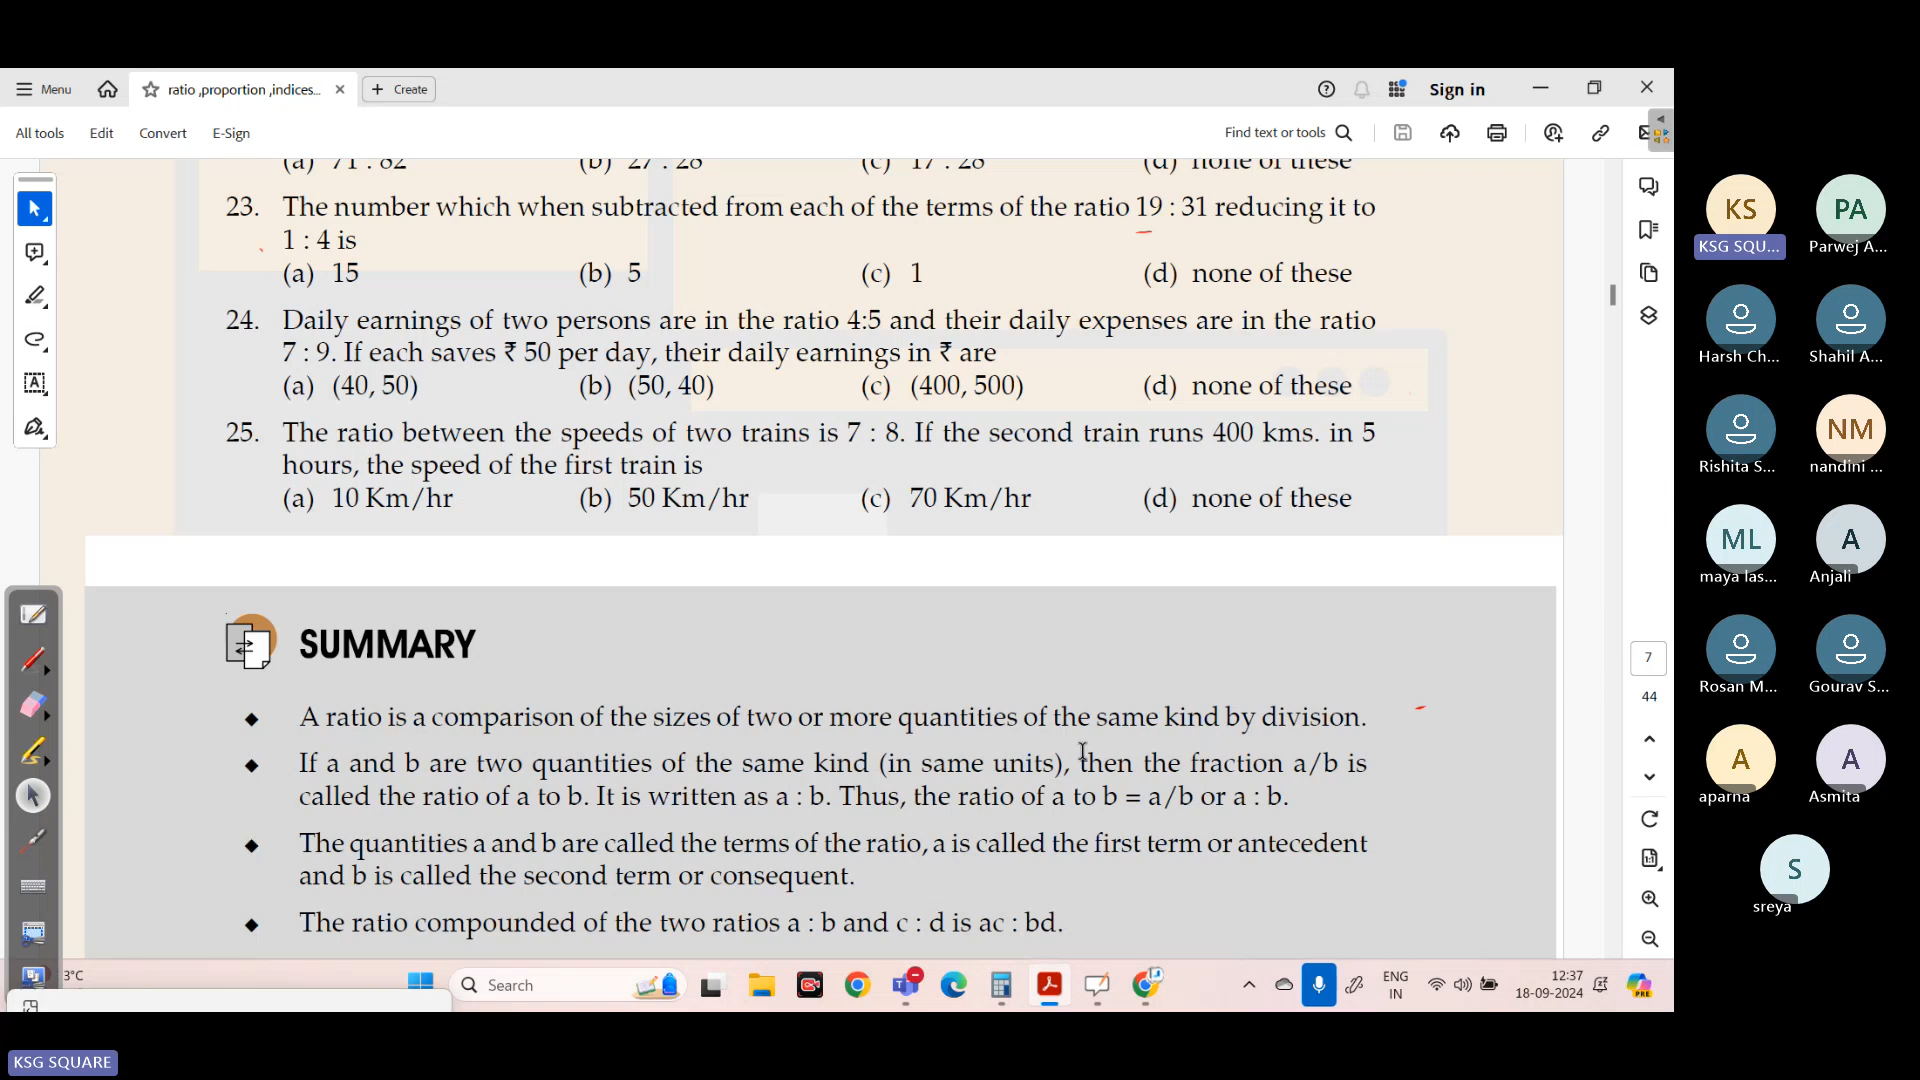 Menu
ratio ,proportion ,indices...
Create
Sign in
All tools
Edit
Convert
E-Sign
Find text or tools
(a) 71 : 82 (b) 27 : 28 (c) 17 : 28 (d) none of these
23. The number which when subtracted from each of the terms of the ratio 19 : 31 reducing it to
1 : 4 is
(a) 15 (b) 5 (c) 1 (d) none of these
24. Daily earnings of two persons are in the ratio 4:5 and their daily expenses are in the ratio
7 : 9. If each saves ₹ 50 per day, their daily earnings in ₹ are
(a) (40, 50) (b) (50, 40) (c) (400, 500) (d) none of these
25. The ratio between the speeds of two trains is 7 : 8. If the second train runs 400 kms. in 5
hours, the speed of the first train is
(a) 10 Km/hr (b) 50 Km/hr (c) 70 Km/hr (d) none of these
SUMMARY
◆ A ratio is a comparison of the sizes of two or more quantities of the same kind by division.
◆ If a and b are two quantities of the same kind (in same units), then the fraction a/b is
called the ratio of a to b. It is written as a : b. Thus, the ratio of a to b = a/b or a : b.
◆ The quantities a and b are called the terms of the ratio, a is called the first term or antecedent
and b is called the second term or consequent.
◆ The ratio compounded of the two ratios a : b and c : d is ac : bd.
7
44
3°C
Search
ENG
IN
12:37
18-09-2024
PRE
KS
KSG SQU...
PA
Parwej A...
Harsh Ch...
Shahil A...
Rishita S...
NM
nandini ...
ML
maya las...
A
Anjali
Rosan M...
Gourav S...
A
aparna
A
Asmita
S
sreya
KSG SQUARE